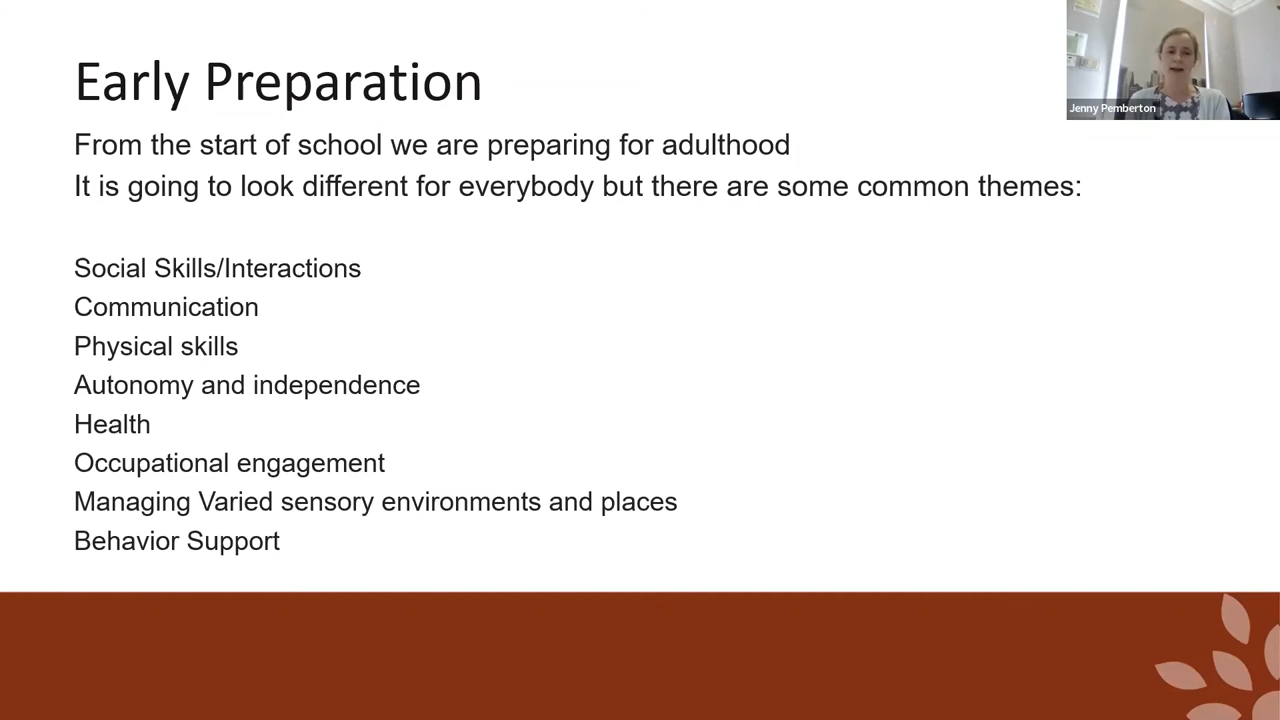 Early Preparation
Jenny Pemberton
From the start of school we are preparing for adulthood
It is going to look different for everybody but there are some common themes:
Social Skills/Interactions
Communication
Physical skills
Autonomy and independence
Health
Occupational engagement
Managing Varied sensory environments and places
Behavior Support